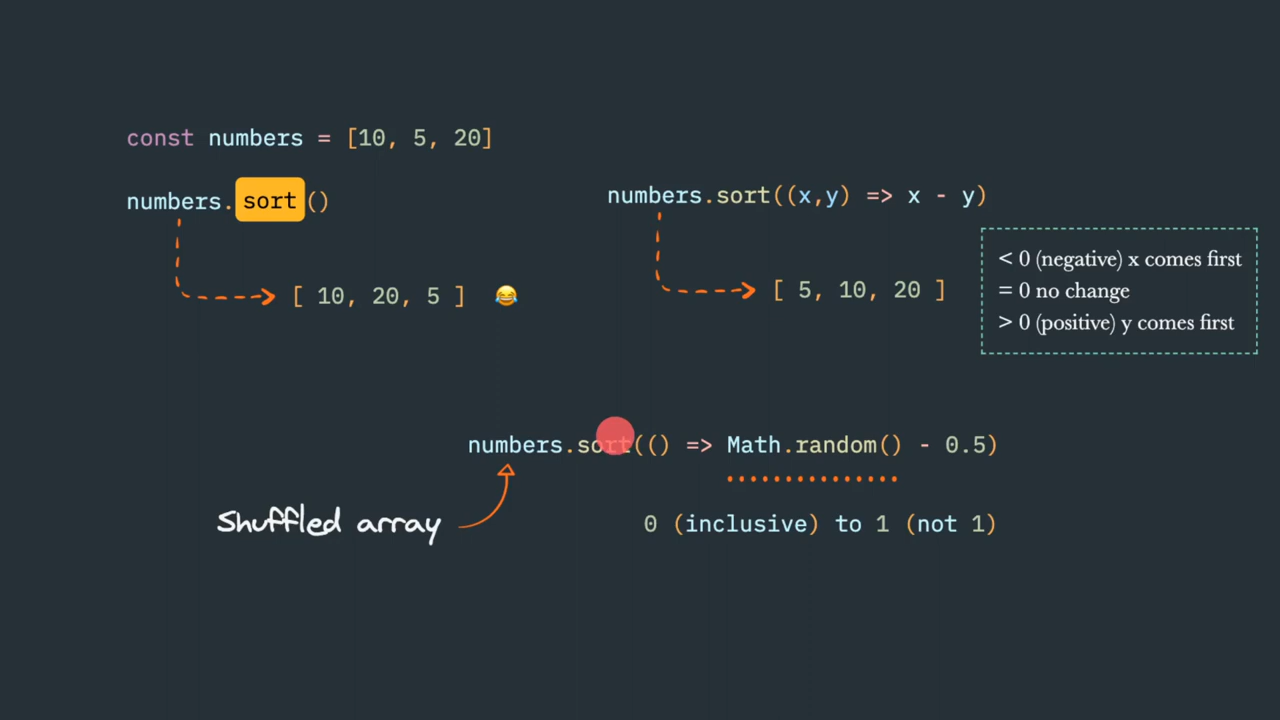 const numbers = [10, 5, 20]
numbers.sort()
[ 10, 20, 5 ] 😂
numbers.sort((x,y) => x - y)
[ 5, 10, 20 ]
< 0 (negative) x comes first
= 0 no change
> 0 (positive) y comes first
numbers.sort(() => Math.random() - 0.5)
Shuffled array
0 (inclusive) to 1 (not 1)